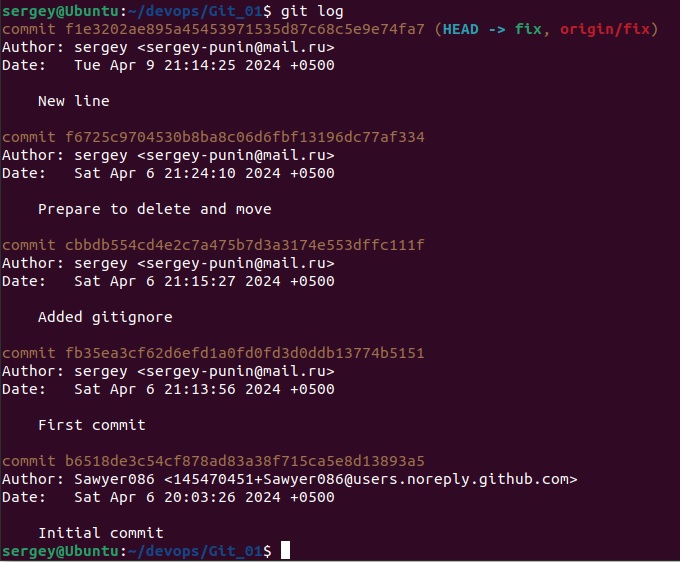 sergey@Ubuntu:~/devops/Git_01$ git log
commit f1e3202ae895a45453971535d87c68c5e9e74fa7 (HEAD -> fix, origin/fix)
Author: sergey <sergey-punin@mail.ru>
Date:   Tue Apr 9 21:14:25 2024 +0500
    New line
commit f6725c9704530b8ba8c06d6fbf13196dc77af334
Author: sergey <sergey-punin@mail.ru>
Date:   Sat Apr 6 21:24:10 2024 +0500
    Prepare to delete and move
commit cbbdb554cd4e2c7a475b7d3a3174e553dffc111f
Author: sergey <sergey-punin@mail.ru>
Date:   Sat Apr 6 21:15:27 2024 +0500
    Added gitignore
commit fb35ea3cf62d6efd1a0fd0fd3d0ddb13774b5151
Author: sergey <sergey-punin@mail.ru>
Date:   Sat Apr 6 21:13:56 2024 +0500
    First commit
commit b6518de3c54cf878ad83a38f715ca5e8d13893a5
Author: Sawyer086 <145470451+Sawyer086@users.noreply.github.com>
Date:   Sat Apr 6 20:03:26 2024 +0500
    Initial commit
sergey@Ubuntu:~/devops/Git_01$